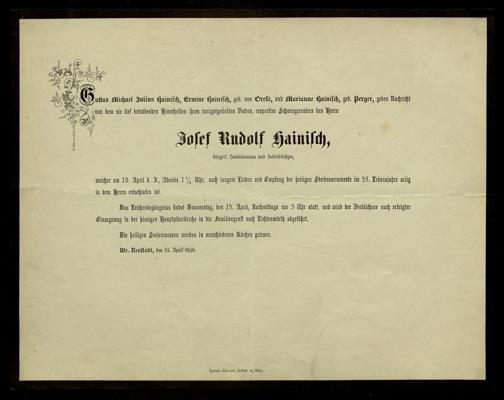 Gustav Michael Julius Hainisch, Ermine Hainisch, geb. von Orelli, und Marianne Hainisch, geb. Perger, geben Nachricht
von dem sie tief betrübenden Hinscheiden ihres innigstgeliebten Vaters, respective Schwiegervaters des Herrn
Josef Rudolf Hainisch,
bürgerl. Handelsmann und Fabriksbesitzer,
welcher am 12. April d. J., Abends 7 Uhr, nach langem Leiden und Empfang der heiligen Sterbesacramente im 55. Lebensjahre selig
in dem Herrn entschlafen ist.
Das Leichenbegängniss findet Donnerstag, den 15. April, Nachmittags um 3 Uhr statt, und wird der Verblichene nach erfolgter
Einsegnung in der hiesigen Hauptpfarrkirche in die Familiengruft nach Lichtenwörth abgeführt.
Die heiligen Seelenmessen werden in verschiedenen Kirchen gelesen.
Wr. Neustadt, den 13. April 1858.